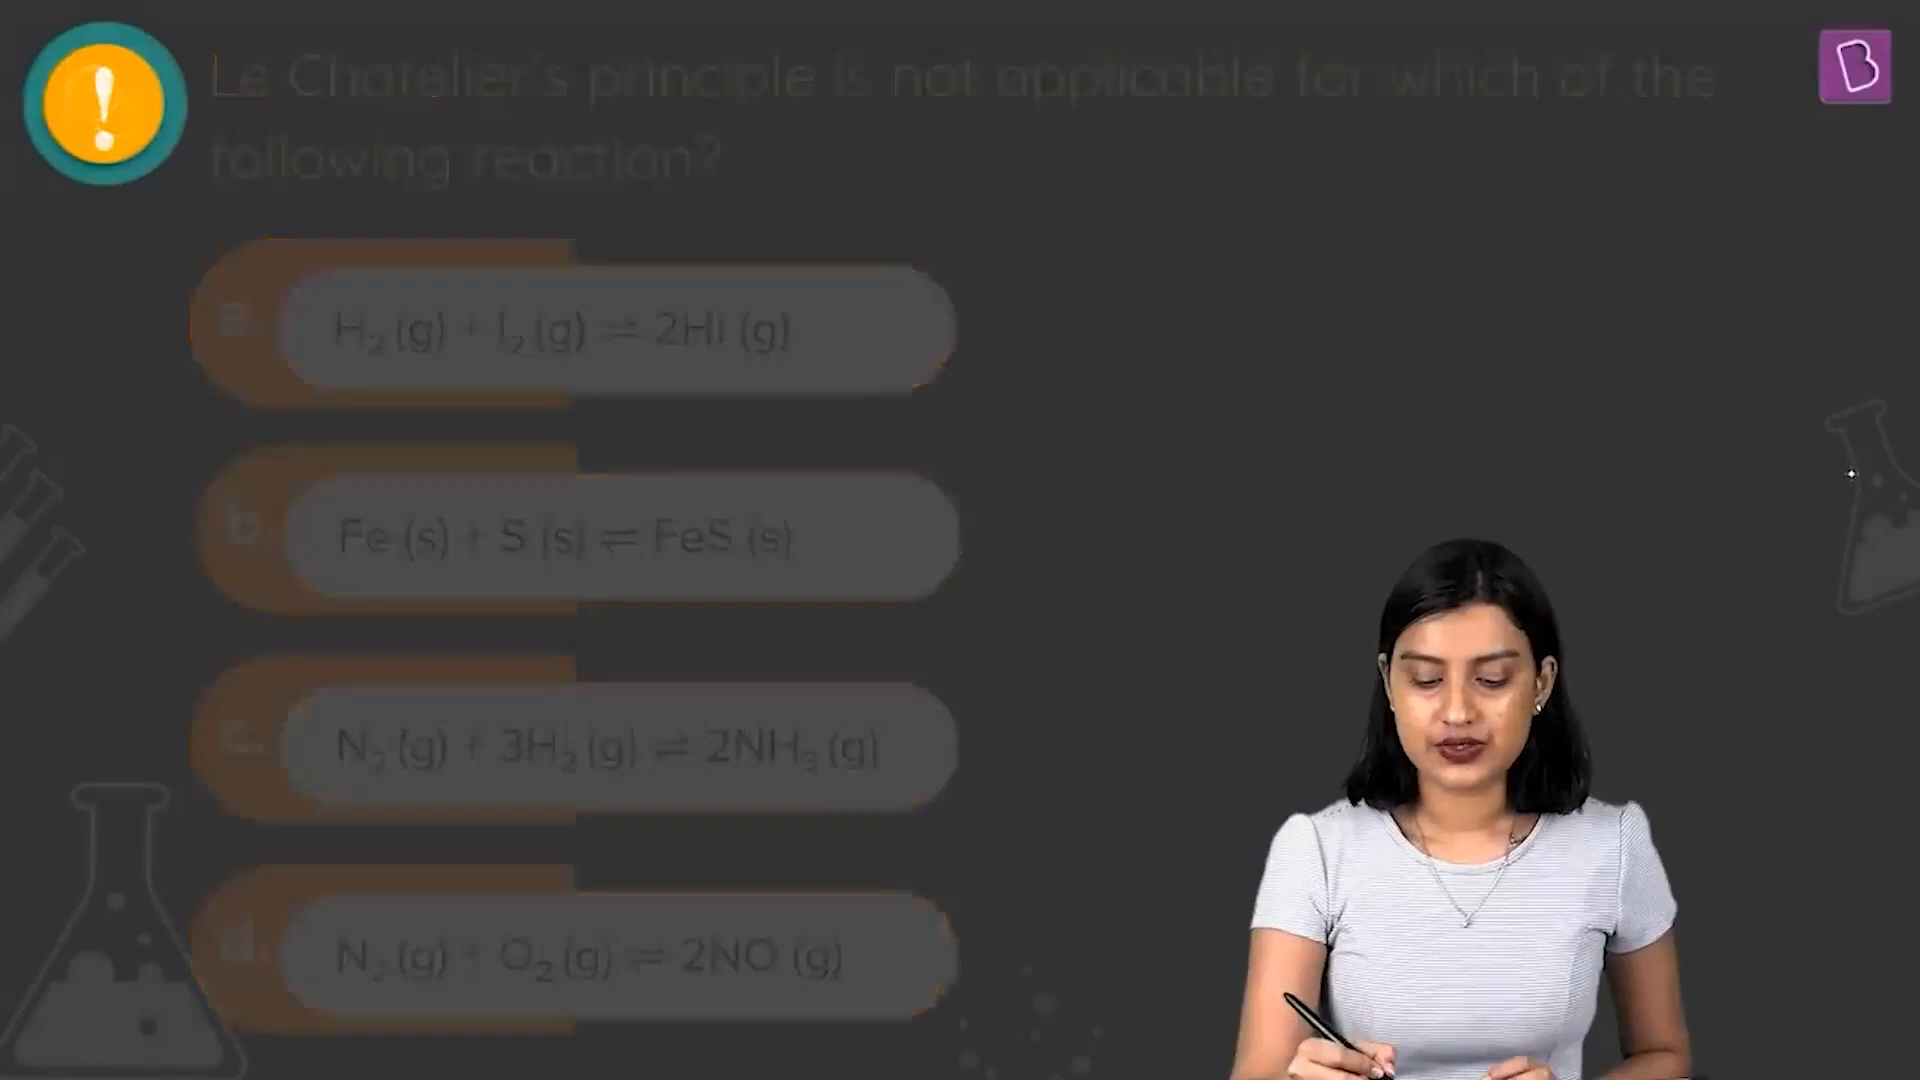 Le Chatelier's principle is not applicable for which of the
following reaction?
B
a. H₂ (g) + I₂ (g) ⇌ 2HI (g)
b. Fe (s) + S (s) ⇌ FeS (s)
c. N₂ (g) + 3H₂ (g) ⇌ 2NH₃ (g)
d. N₂ (g) + O₂ (g) ⇌ 2NO (g)